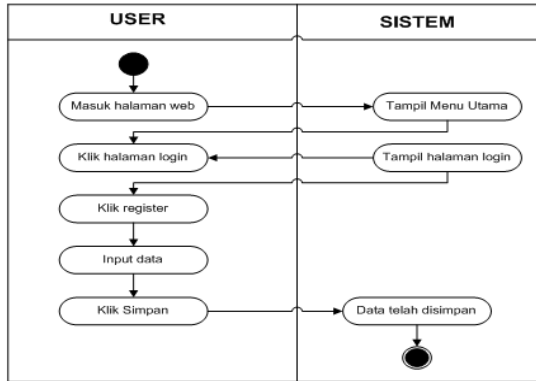 USER
SISTEM
Masuk halaman web
Tampil Menu Utama
Klik halaman login
Tampil halaman login
Klik register
Input data
Klik Simpan
Data telah disimpan